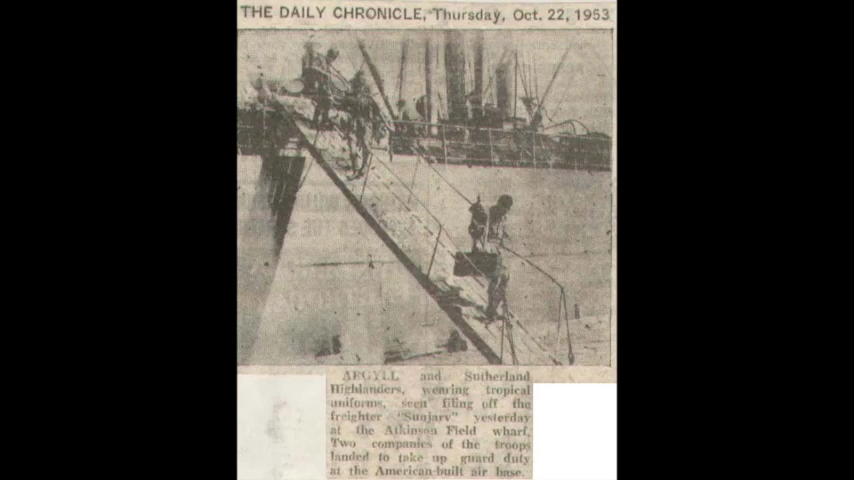 THE DAILY CHRONICLE, Thursday, Oct. 22, 1953
ARGYLL and Sutherland
Highlanders, wearing tropical
uniforms, seen filing off the
freighter "Sunjarv" yesterday
at the Atkinson Field wharf.
Two companies of the troops
landed to take up guard duty
at the American-built air base.